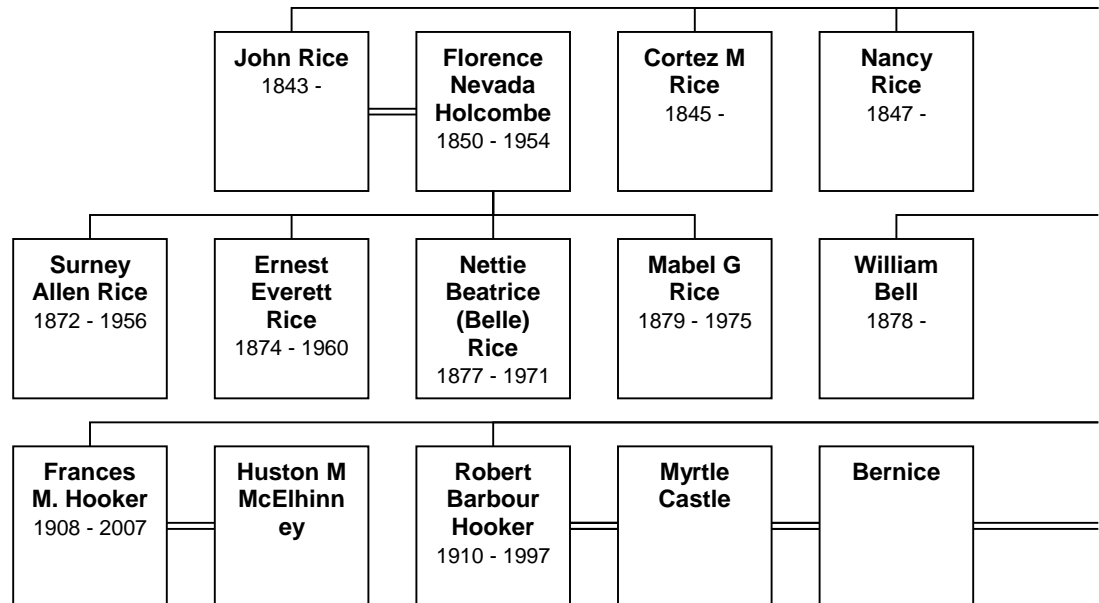 John Rice
1843 -
Florence
Nevada
Holcombe
1850 - 1954
Cortez M
Rice
1845 -
Nancy
Rice
1847 -
Surney
Allen Rice
1872 - 1956
Ernest
Everett
Rice
1874 - 1960
Nettie
Beatrice
(Belle)
Rice
1877 - 1971
Mabel G
Rice
1879 - 1975
William
Bell
1878 -
Frances
M. Hooker
1908 - 2007
Huston M
McElhinn
ey
Robert
Barbour
Hooker
1910 - 1997
Myrtle
Castle
Bernice